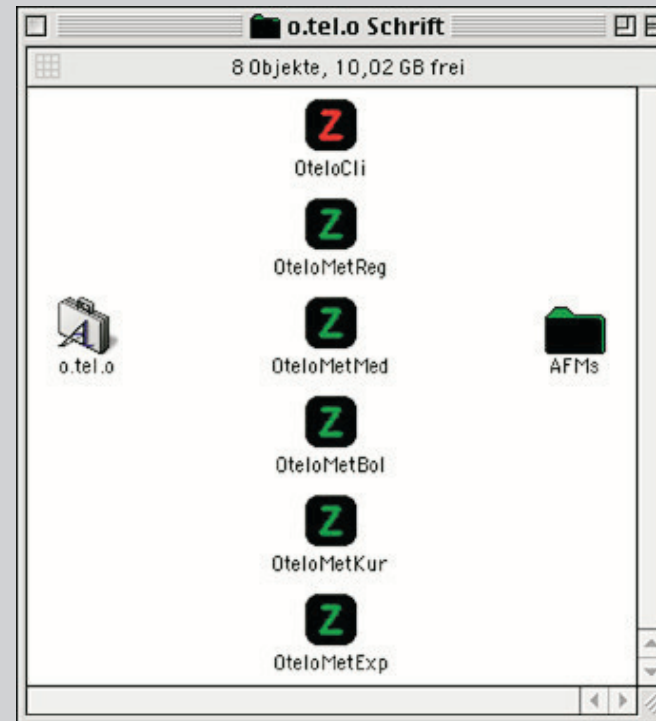 o.tel.o Schrift
8 Objekte, 10,02 GB frei
Z
OteloCli
Z
OteloMetReg
Z
OteloMetMed
A
o.tel.o
AFMs
Z
OteloMetBol
Z
OteloMetKur
Z
OteloMetExp